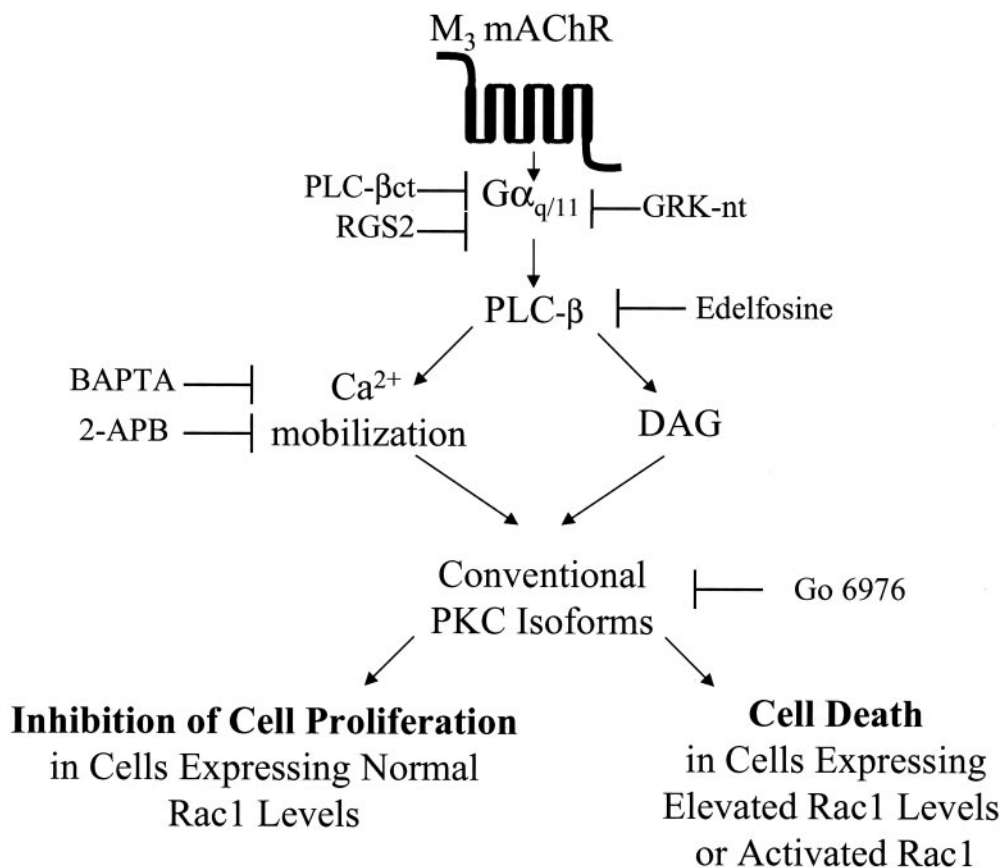 M3 mAChR
PLC-βct
Gαq/11
GRK-nt
RGS2
PLC-β
Edelfosine
BAPTA
Ca2+
2-APB
mobilization
DAG
Conventional
PKC Isoforms
Go 6976
Inhibition of Cell Proliferation
in Cells Expressing Normal
Rac1 Levels
Cell Death
in Cells Expressing
Elevated Rac1 Levels
or Activated Rac1